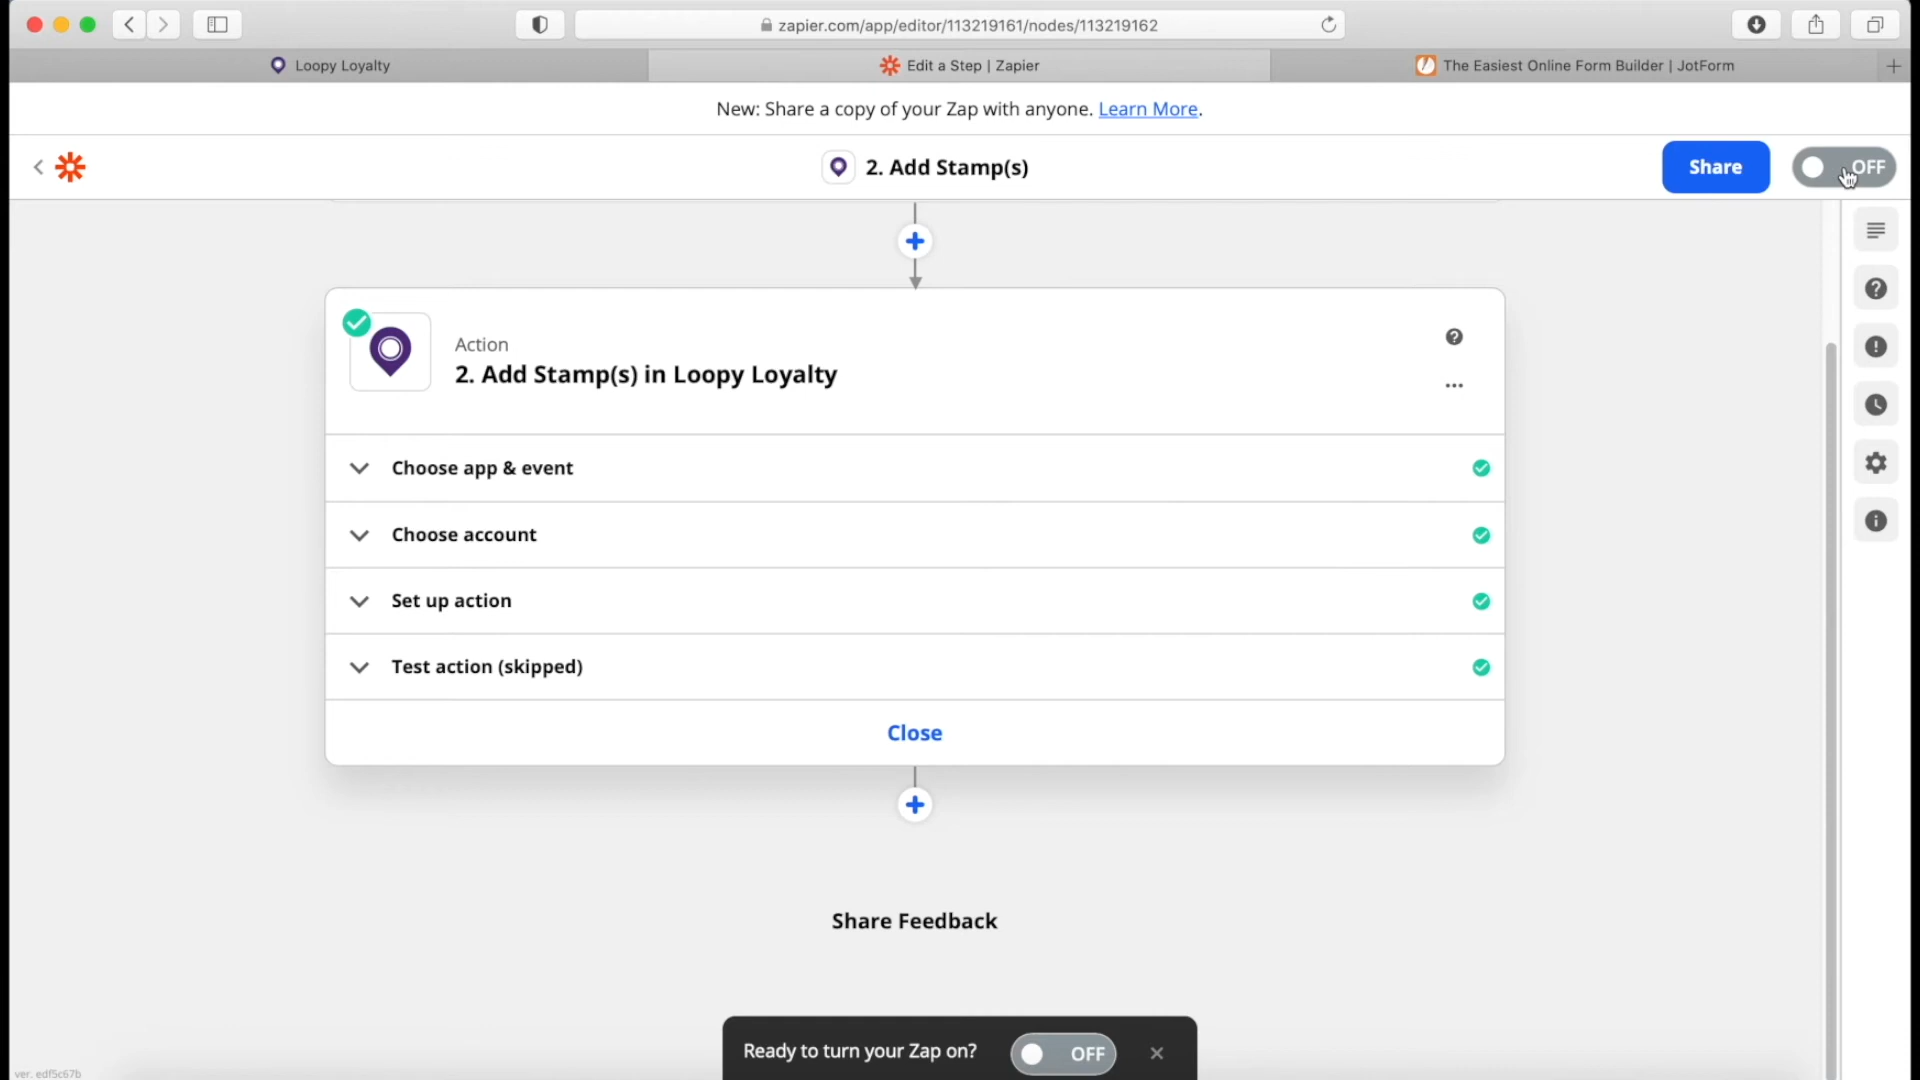 zapier.com/app/editor/113219161/nodes/113219162
Loopy Loyalty
Edit a Step | Zapier
The Easiest Online Form Builder | JotForm
New: Share a copy of your Zap with anyone. Learn More.
2. Add Stamp(s)
Share
OFF
Action
2. Add Stamp(s) in Loopy Loyalty
Choose app & event
Choose account
Set up action
Test action (skipped)
Close
Share Feedback
Ready to turn your Zap on?
OFF
ver. edf5c67b